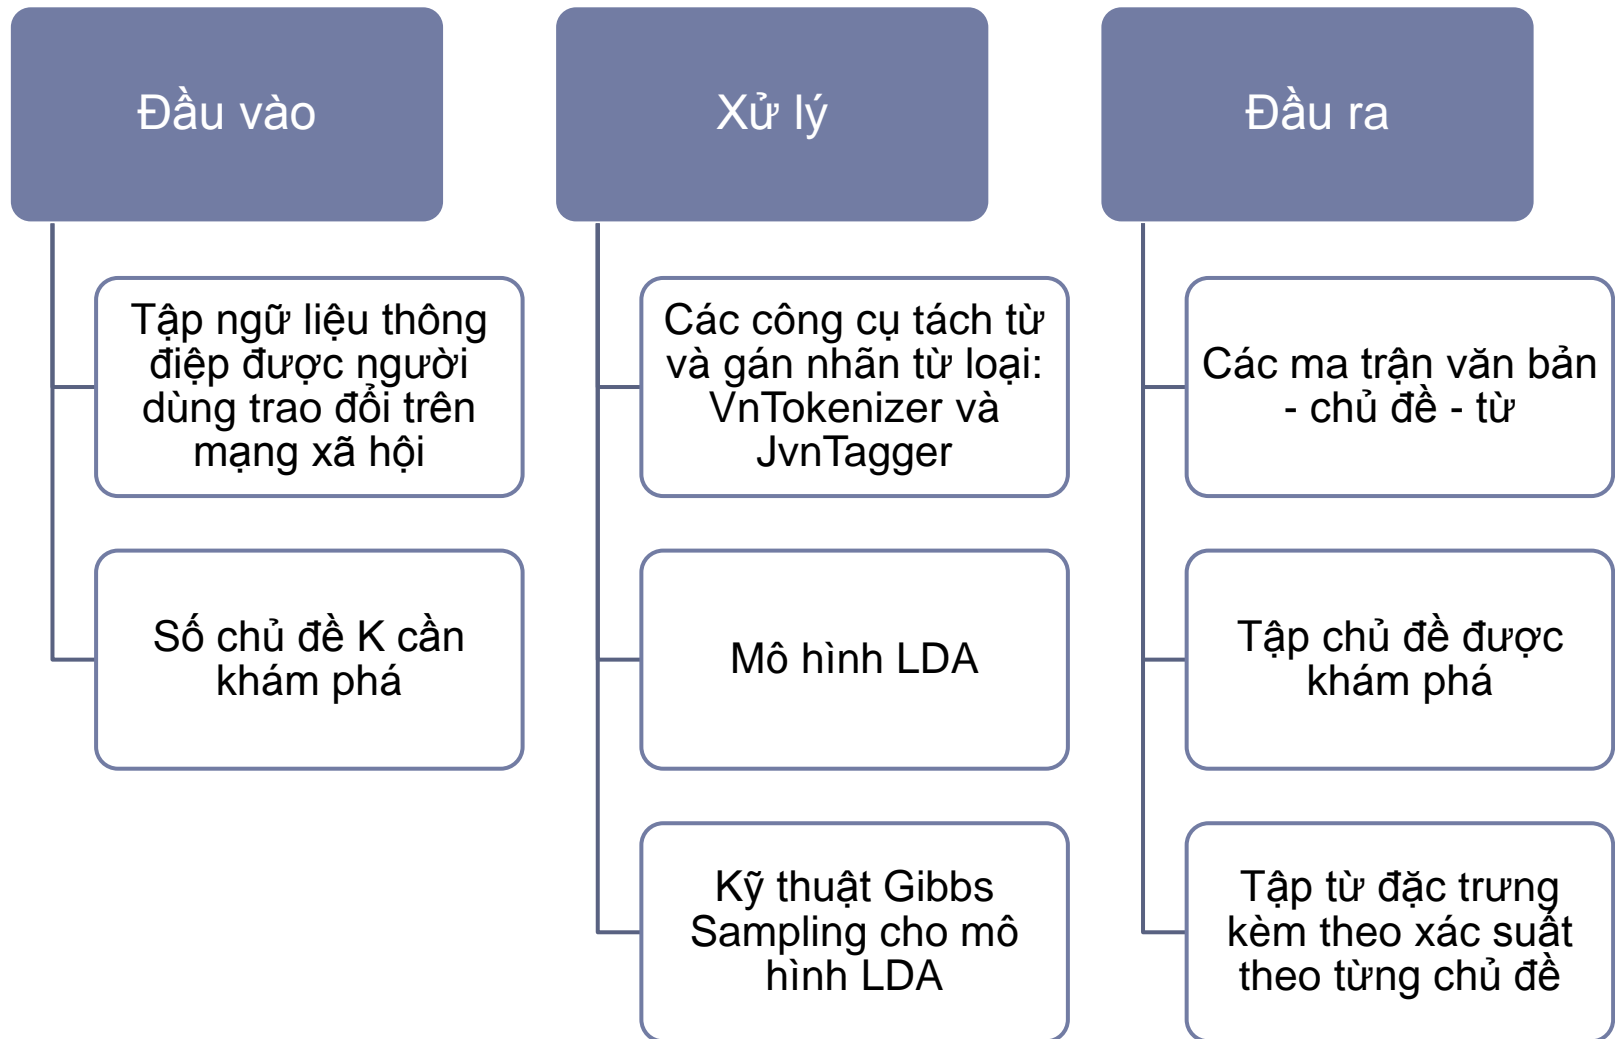 Đầu vào
Tập ngữ liệu thông
điệp được người
dùng trao đổi trên
mạng xã hội
Số chủ đề K cần
khám phá
Xử lý
Các công cụ tách từ
và gán nhãn từ loại:
VnTokenizer và
JvnTagger
Mô hình LDA
Kỹ thuật Gibbs
Sampling cho mô
hình LDA
Đầu ra
Các ma trận văn bản
- chủ đề - từ
Tập chủ đề được
khám phá
Tập từ đặc trưng
kèm theo xác suất
theo từng chủ đề